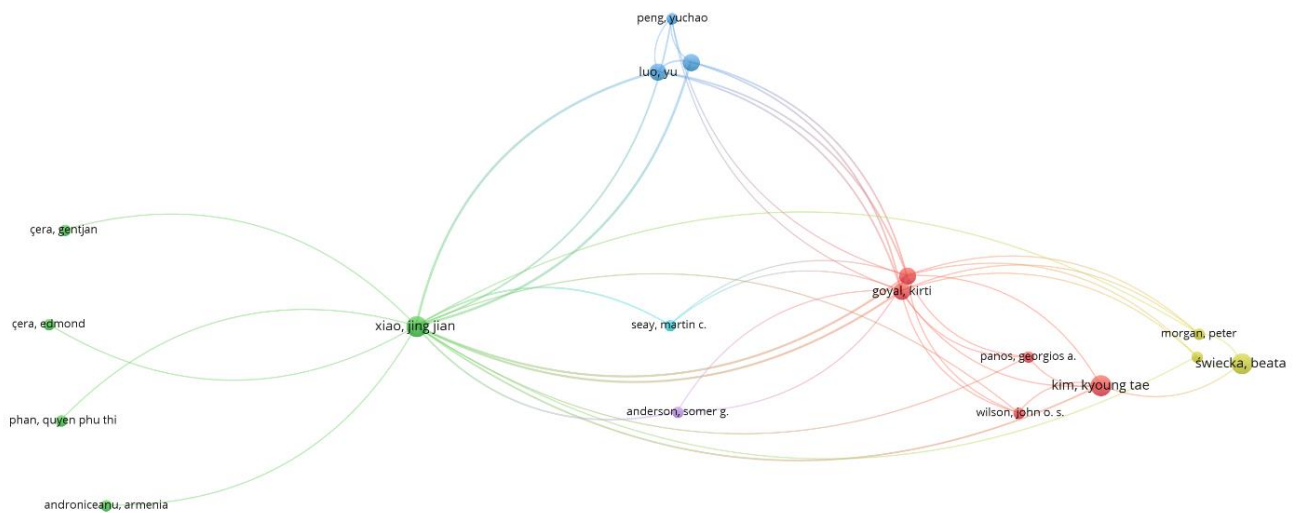 peng, yuchao
luo, yu
çera, gentjan
goyal, kirti
çera, edmond
xiao, jing jian
seay, martin c.
morgan, peter
panos, georgios a.
świecka, beata
kim, kyoung tae
phan, quyen phu thi
anderson, somer g.
wilson, john o. s.
androniceanu, armenia